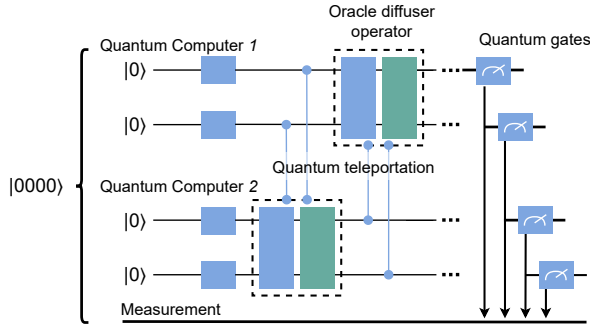 Oracle diffuser
operator
Quantum Computer 1
Quantum gates
|0⟩
|0⟩
|0000⟩
Quantum teleportation
Quantum Computer 2
|0⟩
|0⟩
Measurement